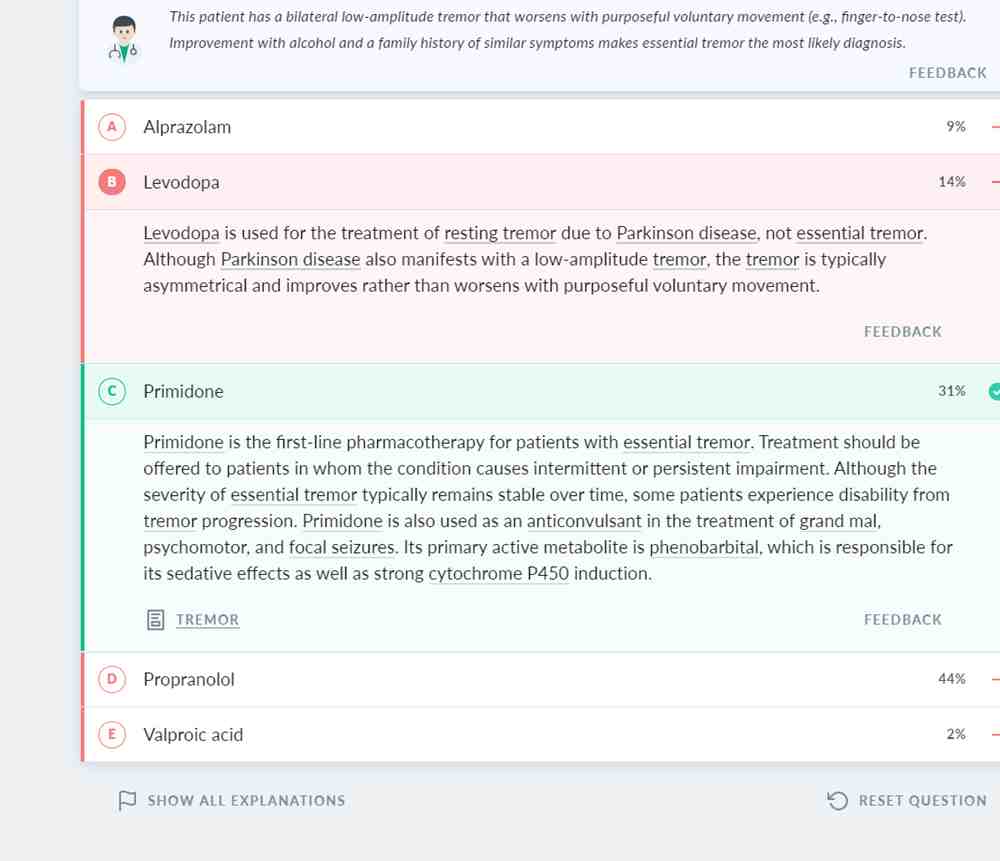 This patient has a bilateral low-amplitude tremor that worsens with purposeful voluntary movement (e.g., finger-to-nose test).
Improvement with alcohol and a family history of similar symptoms makes essential tremor the most likely diagnosis.
FEEDBACK
A Alprazolam 9%
B Levodopa 14%
Levodopa is used for the treatment of resting tremor due to Parkinson disease, not essential tremor.
Although Parkinson disease also manifests with a low-amplitude tremor, the tremor is typically
asymmetrical and improves rather than worsens with purposeful voluntary movement.
FEEDBACK
C Primidone 31%
Primidone is the first-line pharmacotherapy for patients with essential tremor. Treatment should be
offered to patients in whom the condition causes intermittent or persistent impairment. Although the
severity of essential tremor typically remains stable over time, some patients experience disability from
tremor progression. Primidone is also used as an anticonvulsant in the treatment of grand mal,
psychomotor, and focal seizures. Its primary active metabolite is phenobarbital, which is responsible for
its sedative effects as well as strong cytochrome P450 induction.
TREMOR FEEDBACK
D Propranolol 44%
E Valproic acid 2%
SHOW ALL EXPLANATIONS RESET QUESTION